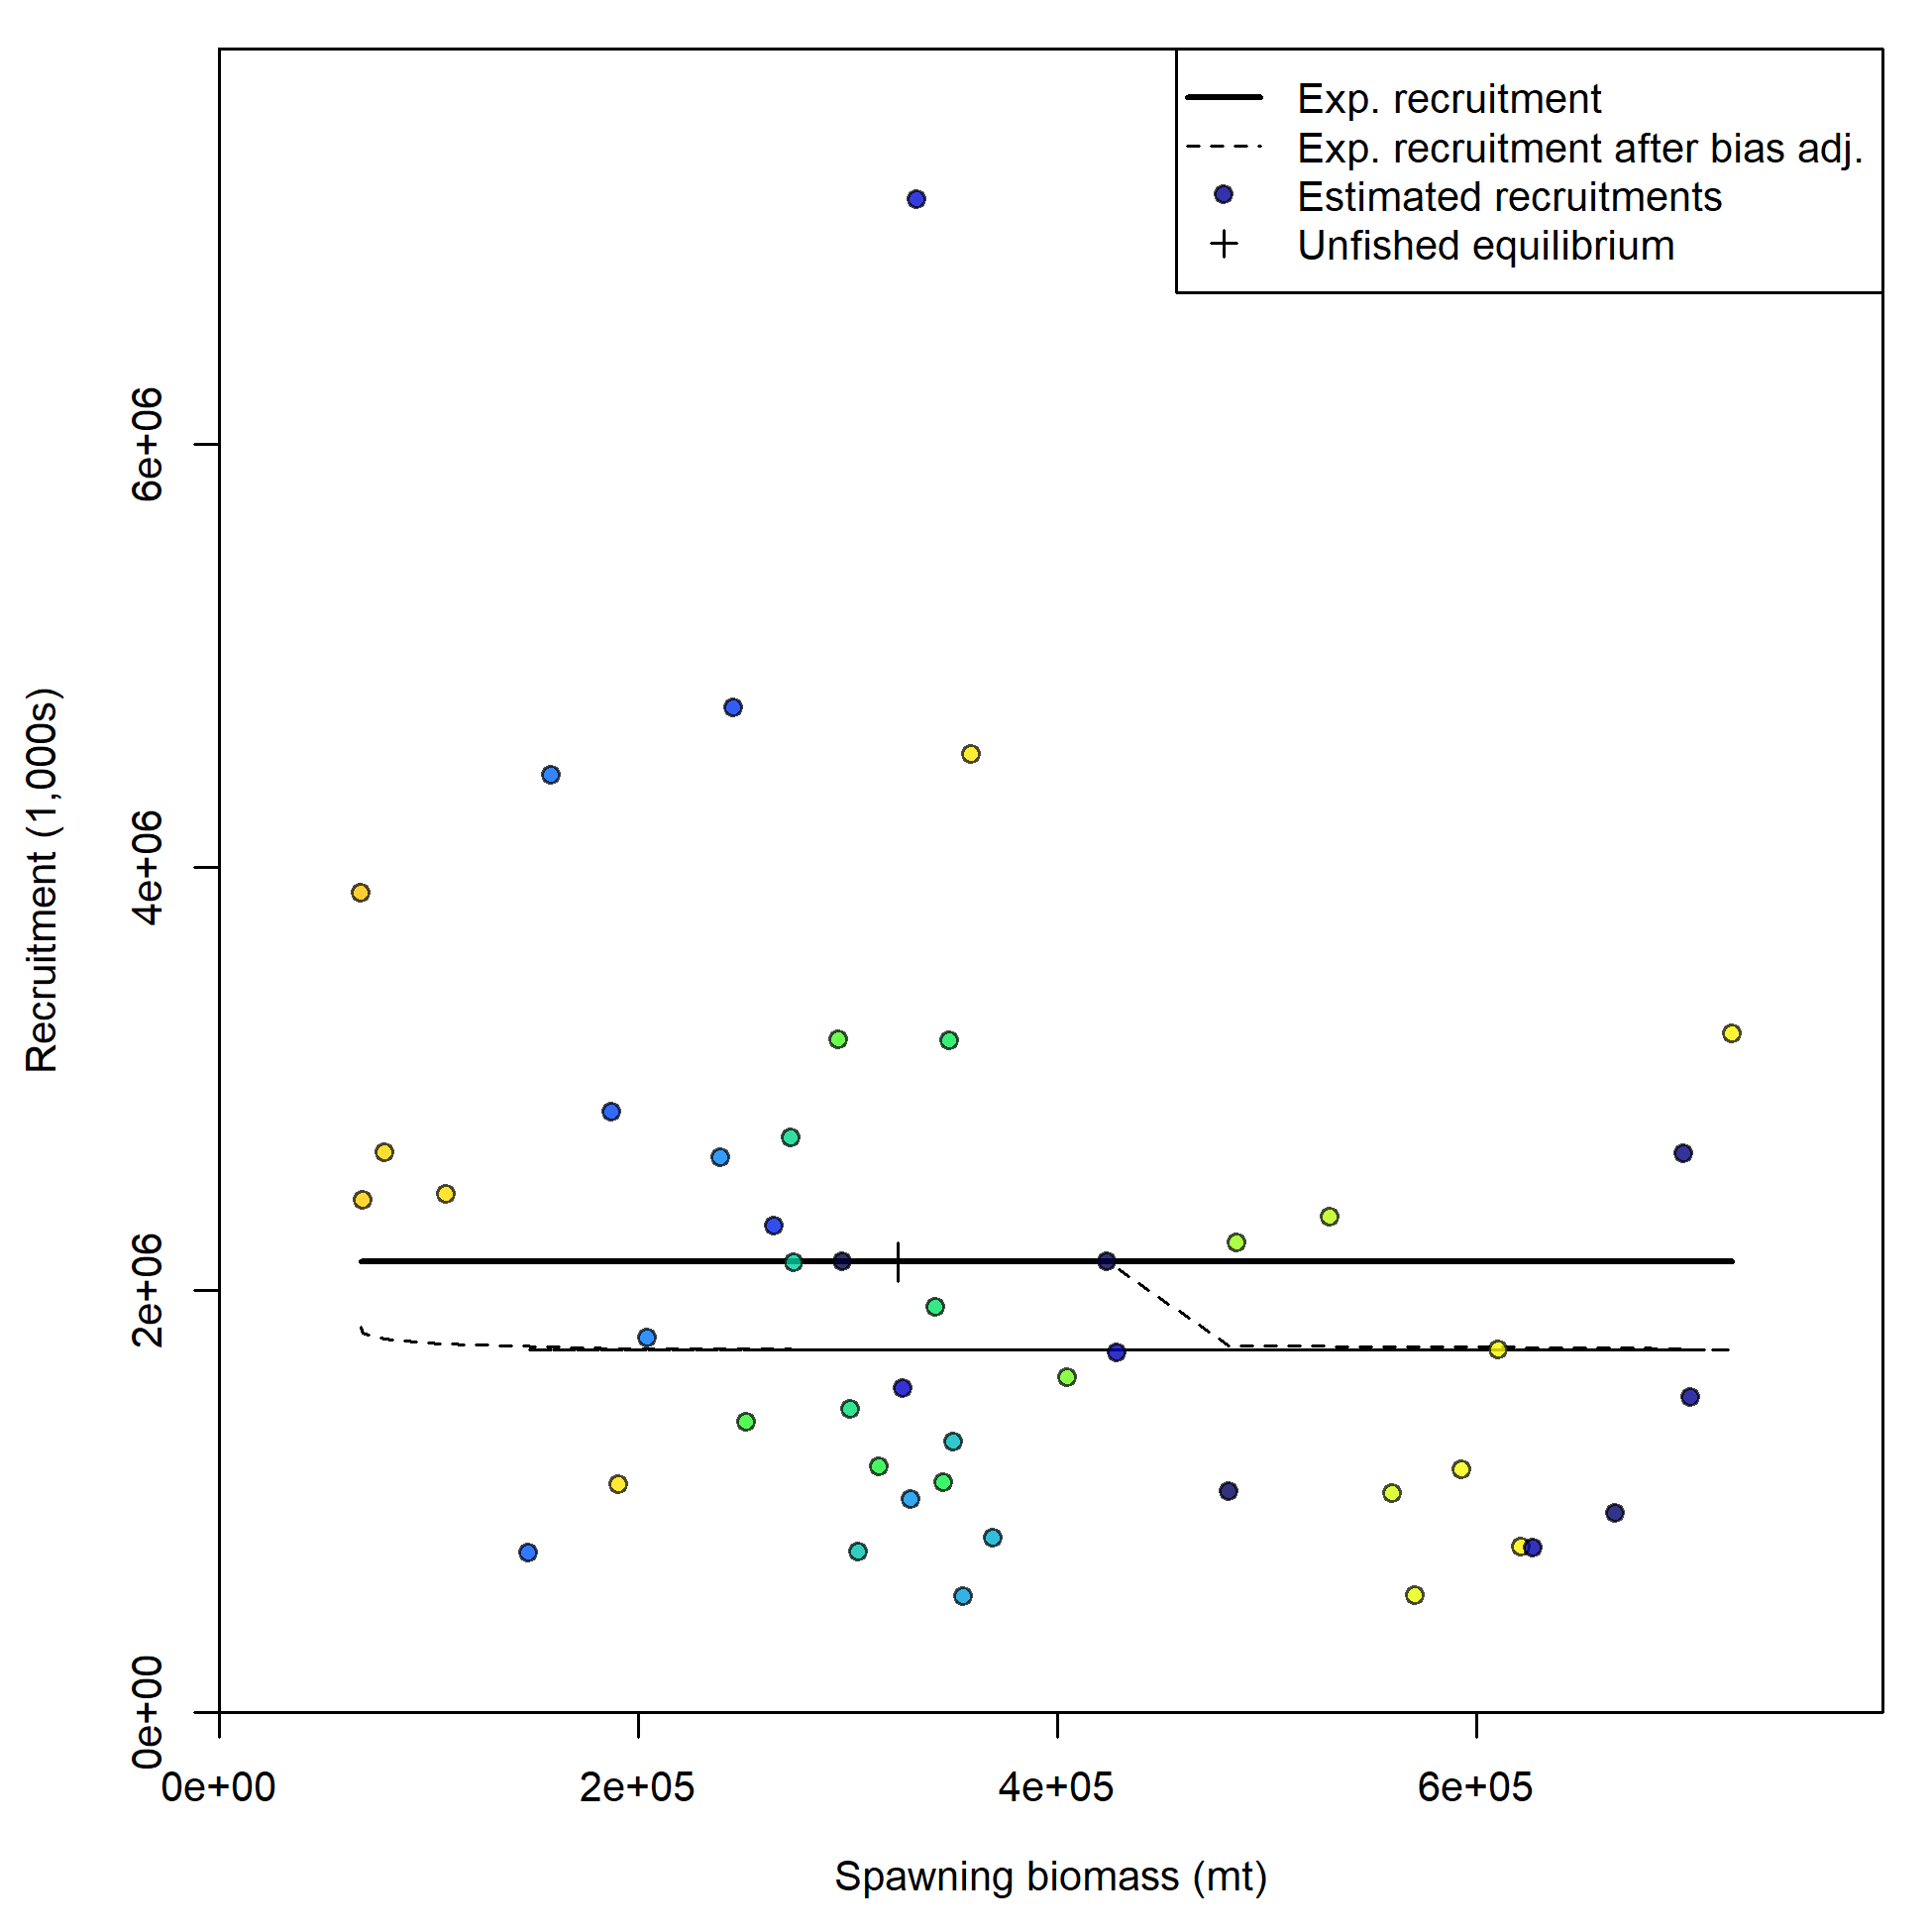 Exp. recruitment
Exp. recruitment after bias adj.
Estimated recruitments
Unfished equilibrium
6e+06
4e+06
2e+06
0e+00
Recruitment (1,000s)
0e+00 2e+05 4e+05 6e+05
Spawning biomass (mt)